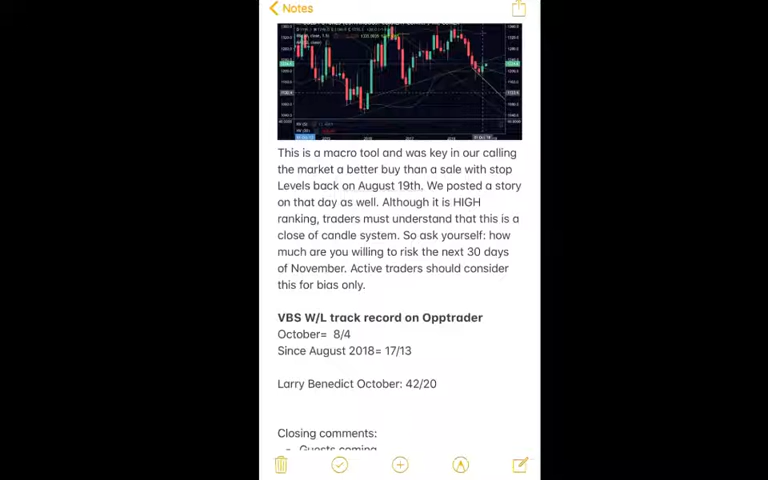 Notes
This is a macro tool and was key in our calling
the market a better buy than a sale with stop
Levels back on August 19th. We posted a story
on that day as well. Although it is HIGH
ranking, traders must understand that this is a
close of candle system. So ask yourself: how
much are you willing to risk the next 30 days
of November. Active traders should consider
this for bias only.
VBS W/L track record on Opptrader
October= 8/4
Since August 2018= 17/13
Larry Benedict October: 42/20
Closing comments:
- Guests coming